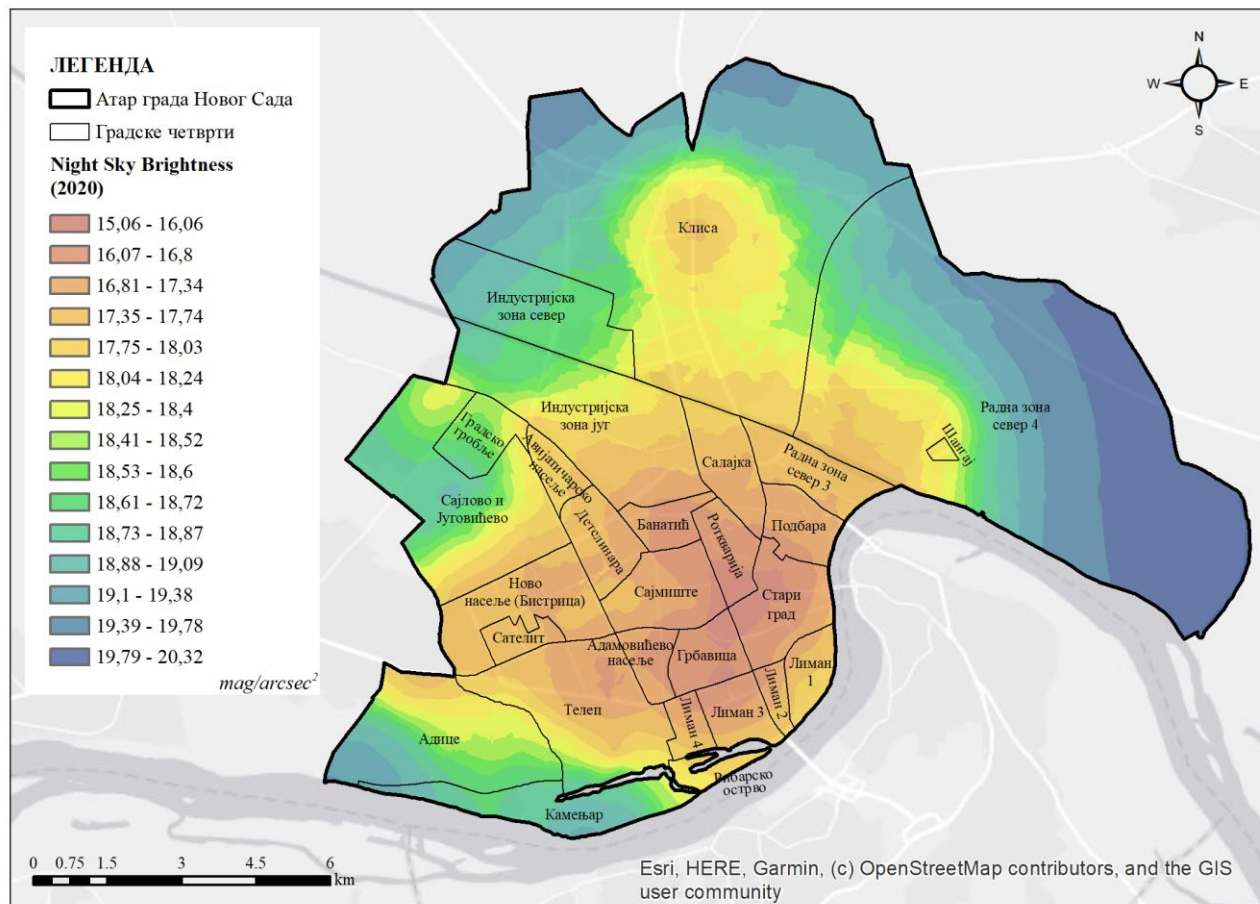 ЛЕГЕНДА
Атар града Новог Сада
Градске четврти
Night Sky Brightness
(2020)
15,06 - 16,06
16,07 - 16,8
16,81 - 17,34
17,35 - 17,74
17,75 - 18,03
18,04 - 18,24
18,25 - 18,4
18,41 - 18,52
18,53 - 18,6
18,61 - 18,72
18,73 - 18,87
18,88 - 19,09
19,1 - 19,38
19,39 - 19,78
19,79 - 20,32
mag/arcsec²
N
W
E
S
Клиса
Индустријска
зона север
Индустријска
зона југ
Радна зона
север 4
Шангај
Градско
гробље
Авијатичарско
насеље
Салајка
Радна зона
север 3
Сајлово и
Југовићево
Детелинара
Банатић
Роткварија
Подбара
Ново
насеље (Бистрица)
Сајмиште
Стари
град
Сателит
Адамовићево
насеље
Грбавица
Лиман
1
Лиман 2
Телеп
Лиман 4
Лиман 3
Адице
Рибарско
острво
Камењар
0 0.75 1.5 3 4.5 6
km
Esri, HERE, Garmin, (c) OpenStreetMap contributors, and the GIS
user community